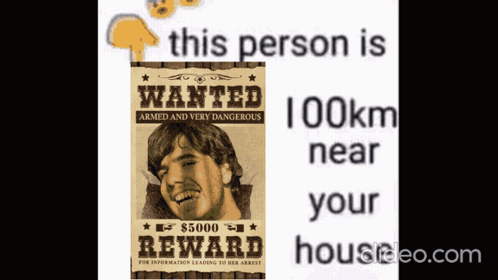 this person is
WANTED
ARMED AND VERY DANGEROUS
$5000
REWARD
FOR INFORMATION LEADING TO HER ARREST
100km
near
your
house
clideo.com